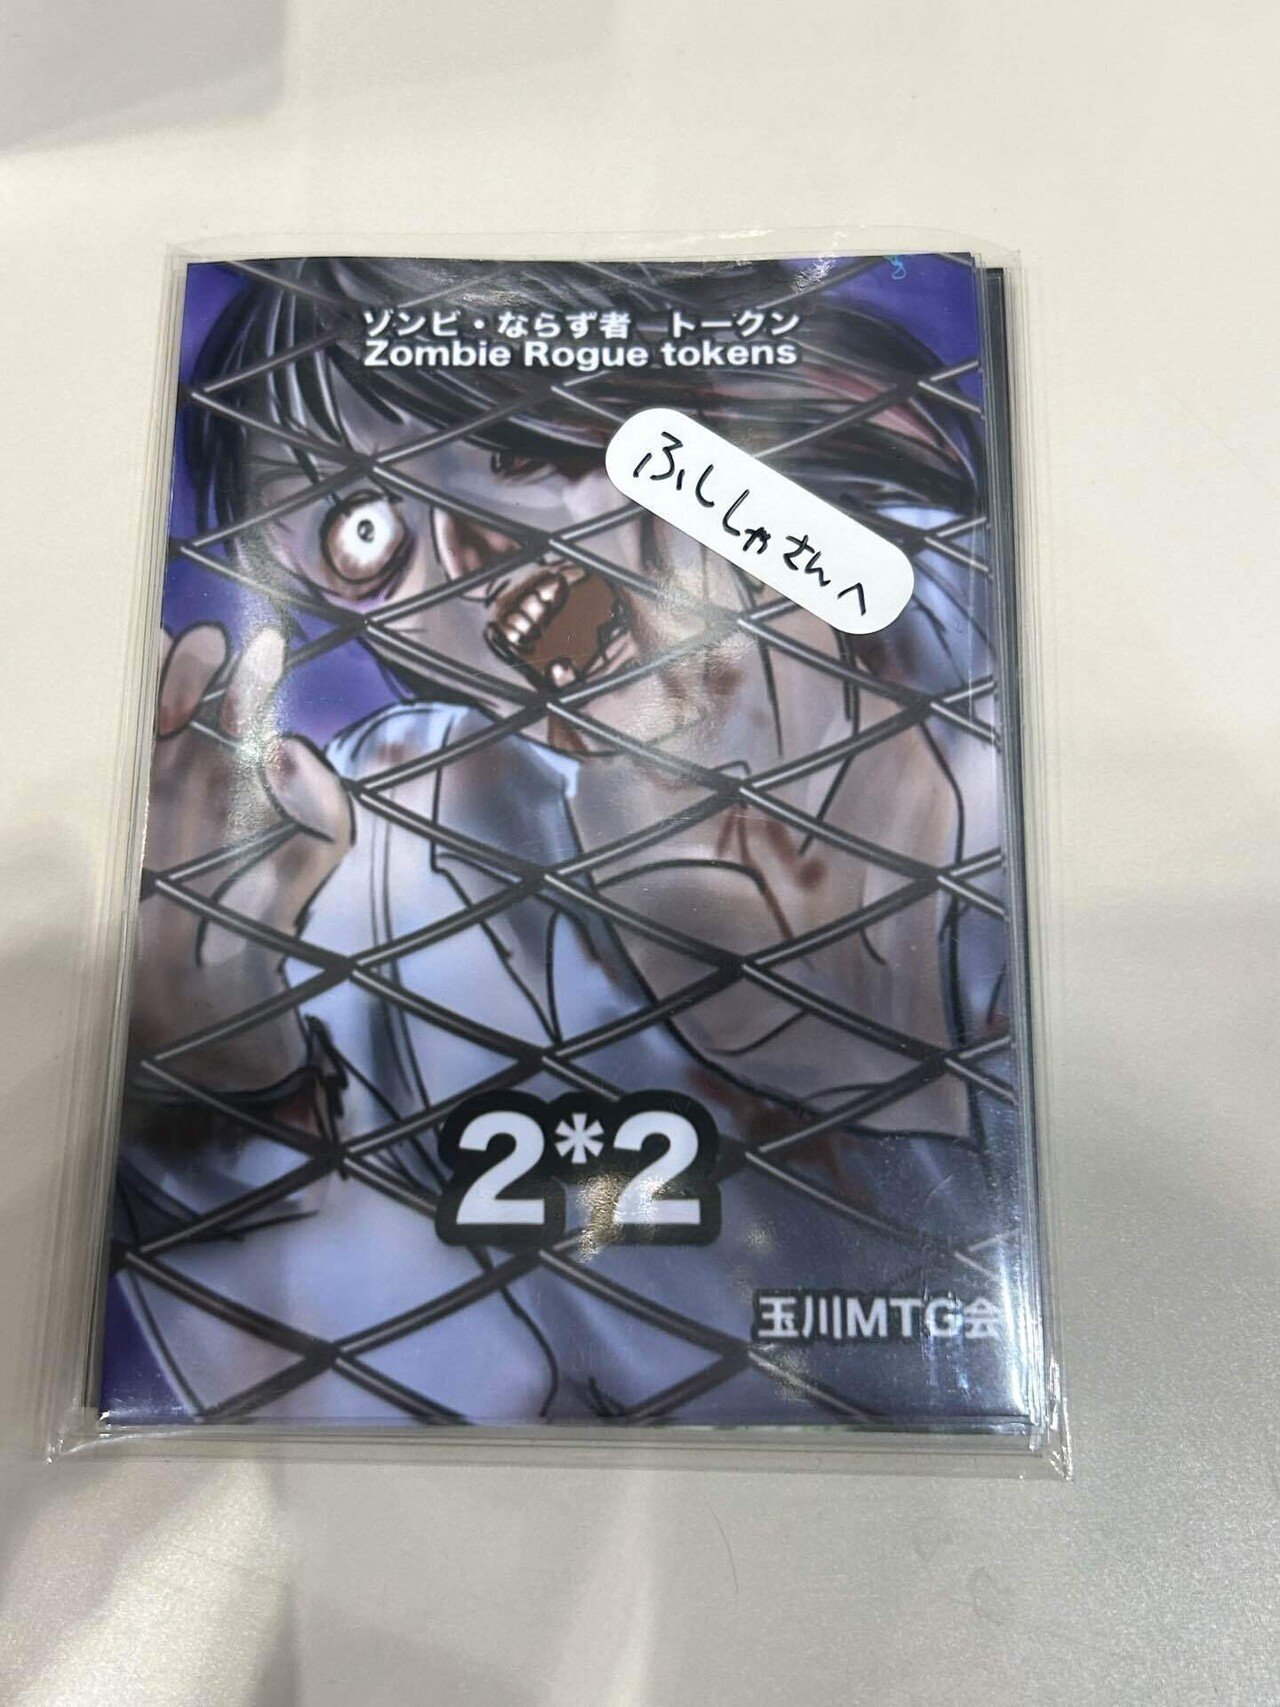 ゾンビ・ならず者　トークン
Zombie Rogue tokens
ふししゃさんへ
2*2
玉川MTG会